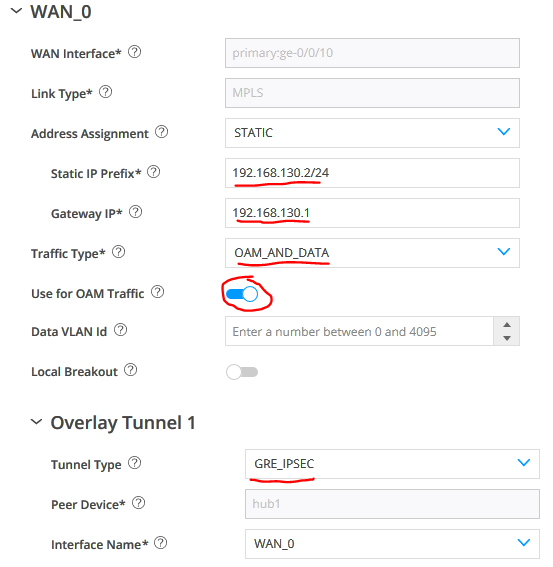 WAN_0
WAN Interface* primary:ge-0/0/10
Link Type* MPLS
Address Assignment STATIC
Static IP Prefix* 192.168.130.2/24
Gateway IP* 192.168.130.1
Traffic Type* OAM_AND_DATA
Use for OAM Traffic
Data VLAN Id Enter a number between 0 and 4095
Local Breakout
Overlay Tunnel 1
Tunnel Type GRE_IPSEC
Peer Device* hub1
Interface Name* WAN_0